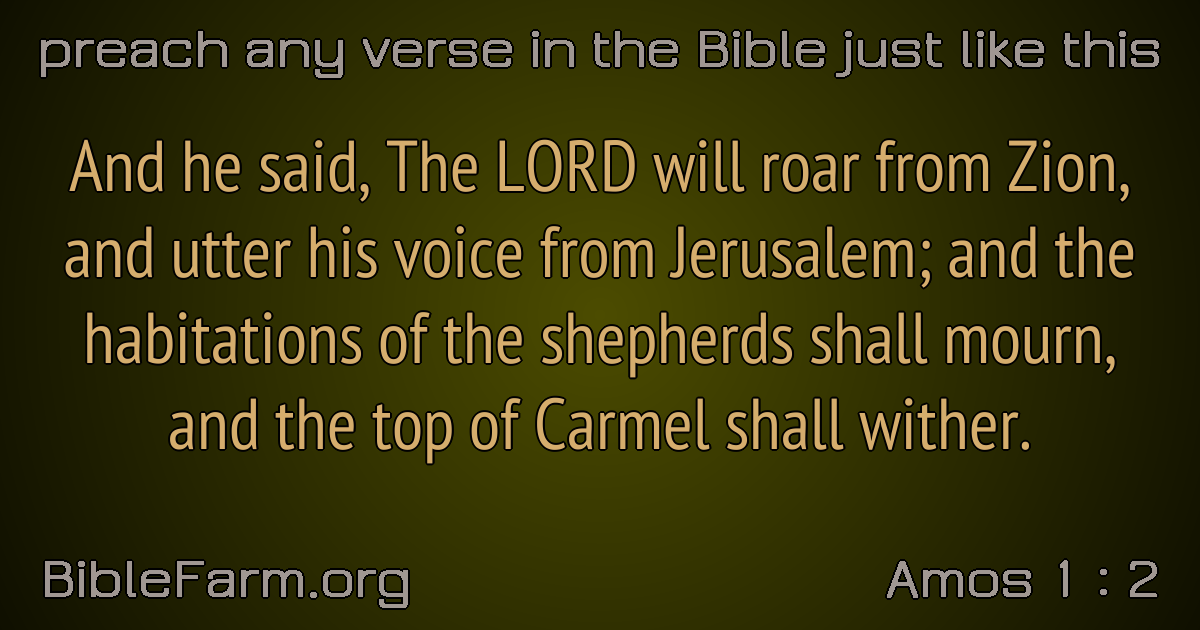 preach any verse in the Bible just like this
And he said, The LORD will roar from Zion,
and utter his voice from Jerusalem; and the
habitations of the shepherds shall mourn,
and the top of Carmel shall wither.
BibleFarm.org
Amos 1 : 2